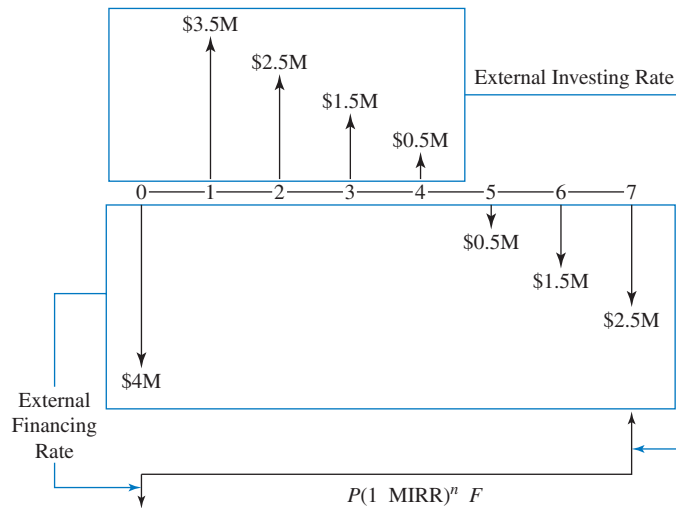 $3.5M
$2.5M
External Investing Rate
$1.5M
$0.5M
0 1 2 3 4 5 6 7
$0.5M
$1.5M
$2.5M
$4M
External
Financing
Rate
P(1 MIRR)ⁿ F